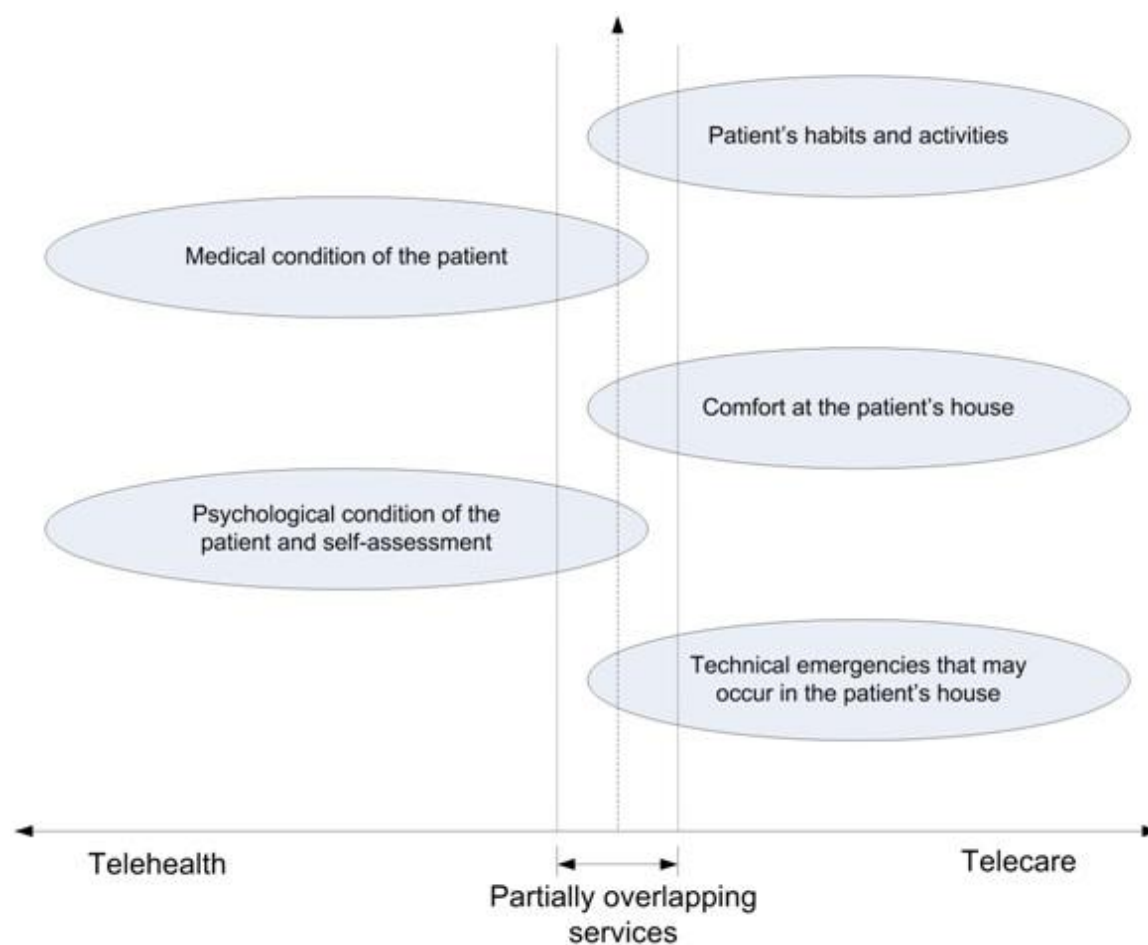 Patient’s habits and activities
Medical condition of the patient
Comfort at the patient’s house
Psychological condition of the
patient and self-assessment
Technical emergencies that may
occur in the patient’s house
Telehealth
Telecare
Partially overlapping
services